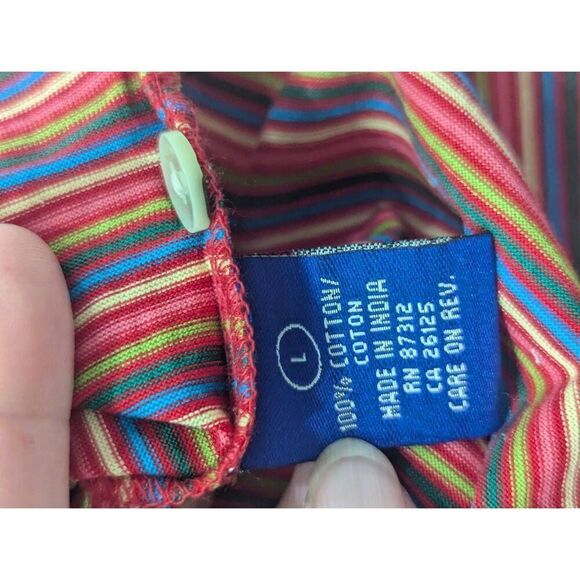 L
100% COTTON/
COTON
MADE IN INDIA
RN 87312
CA 26125
CARE ON REV.